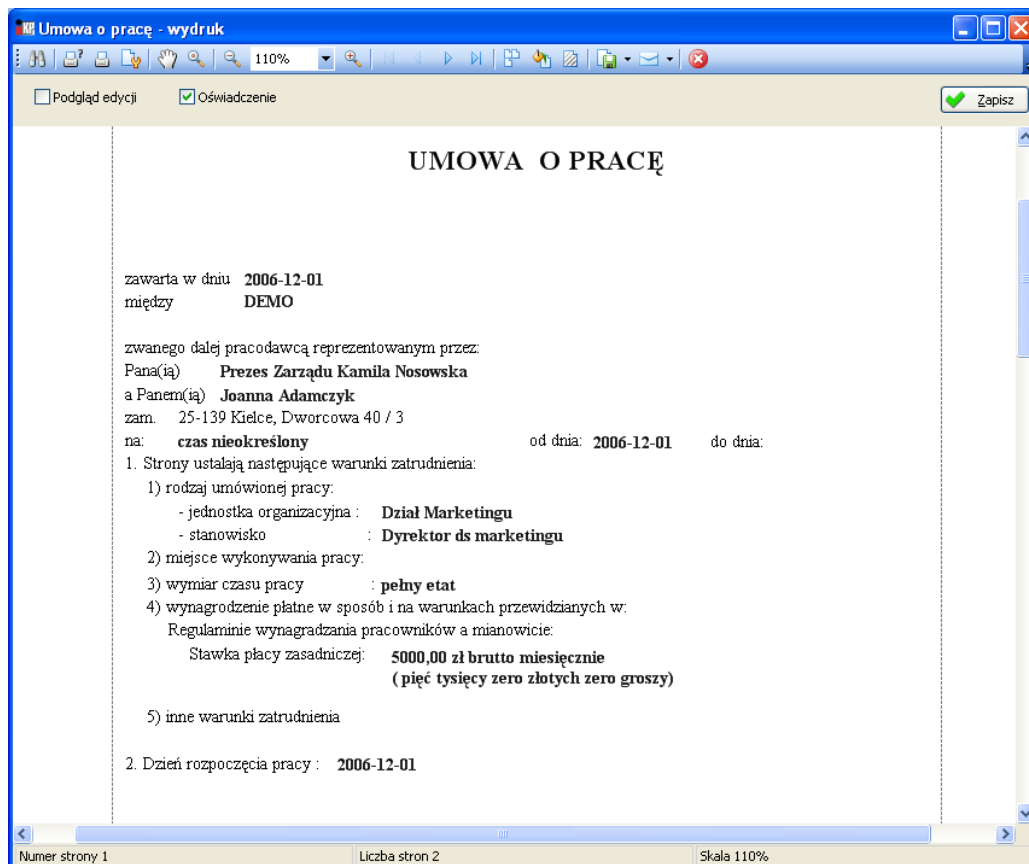 iKP Umowa o pracę - wydruk
110%
Podgląd edycji Oświadczenie Zapisz
UMOWA O PRACĘ
zawarta w dniu 2006-12-01
między DEMO
zwanego dalej pracodawcą reprezentowanym przez:
Pana(ią) Prezes Zarządu Kamila Nosowska
a Panem(ią) Joanna Adamczyk
zam. 25-139 Kielce, Dworcowa 40 / 3
na: czas nieokreślony od dnia: 2006-12-01 do dnia:
1. Strony ustalają następujące warunki zatrudnienia:
1) rodzaj umówionej pracy:
- jednostka organizacyjna : Dział Marketingu
- stanowisko : Dyrektor ds marketingu
2) miejsce wykonywania pracy:
3) wymiar czasu pracy : pełny etat
4) wynagrodzenie płatne w sposób i na warunkach przewidzianych w:
Regulaminie wynagradzania pracowników a mianowicie:
Stawka płacy zasadniczej: 5000,00 zł brutto miesięcznie
( pięć tysięcy zero złotych zero groszy)
5) inne warunki zatrudnienia
2. Dzień rozpoczęcia pracy : 2006-12-01
Numer strony 1 Liczba stron 2 Skala 110%